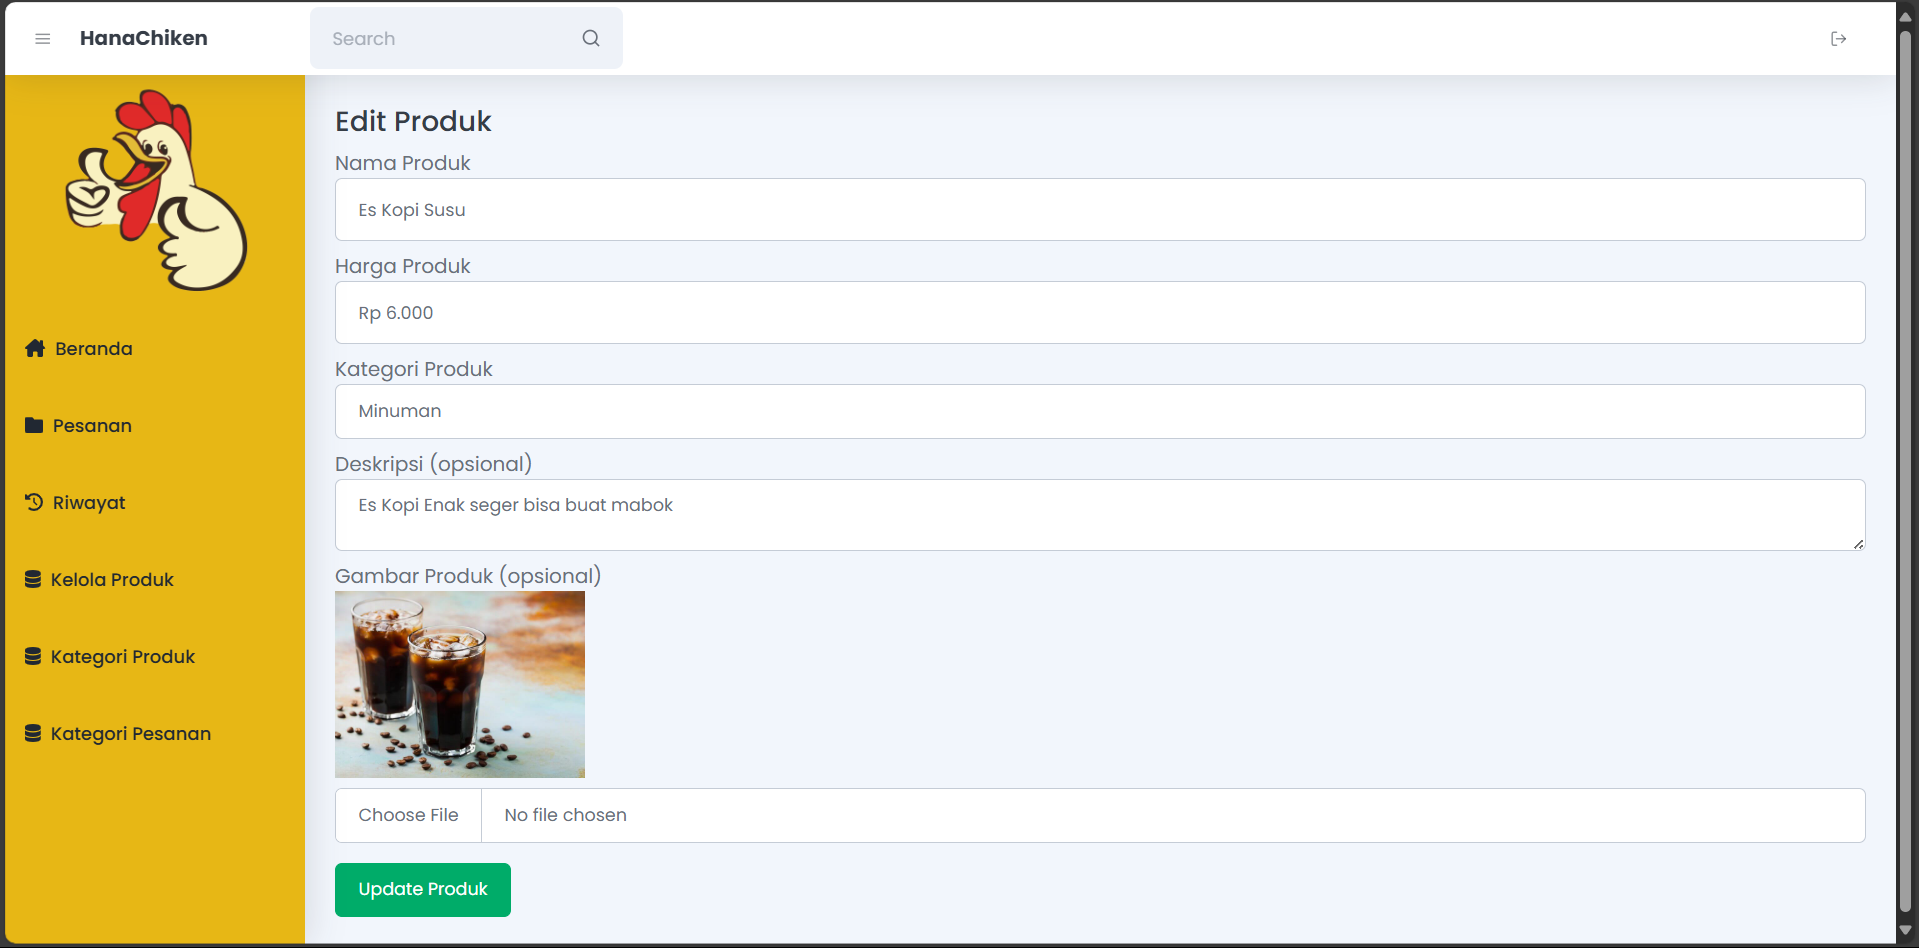 HanaChiken
Search
Beranda
Pesanan
Riwayat
Kelola Produk
Kategori Produk
Kategori Pesanan
Edit Produk
Nama Produk
Es Kopi Susu
Harga Produk
Rp 6.000
Kategori Produk
Minuman
Deskripsi (opsional)
Es Kopi Enak seger bisa buat mabok
Gambar Produk (opsional)
Choose File No file chosen
Update Produk